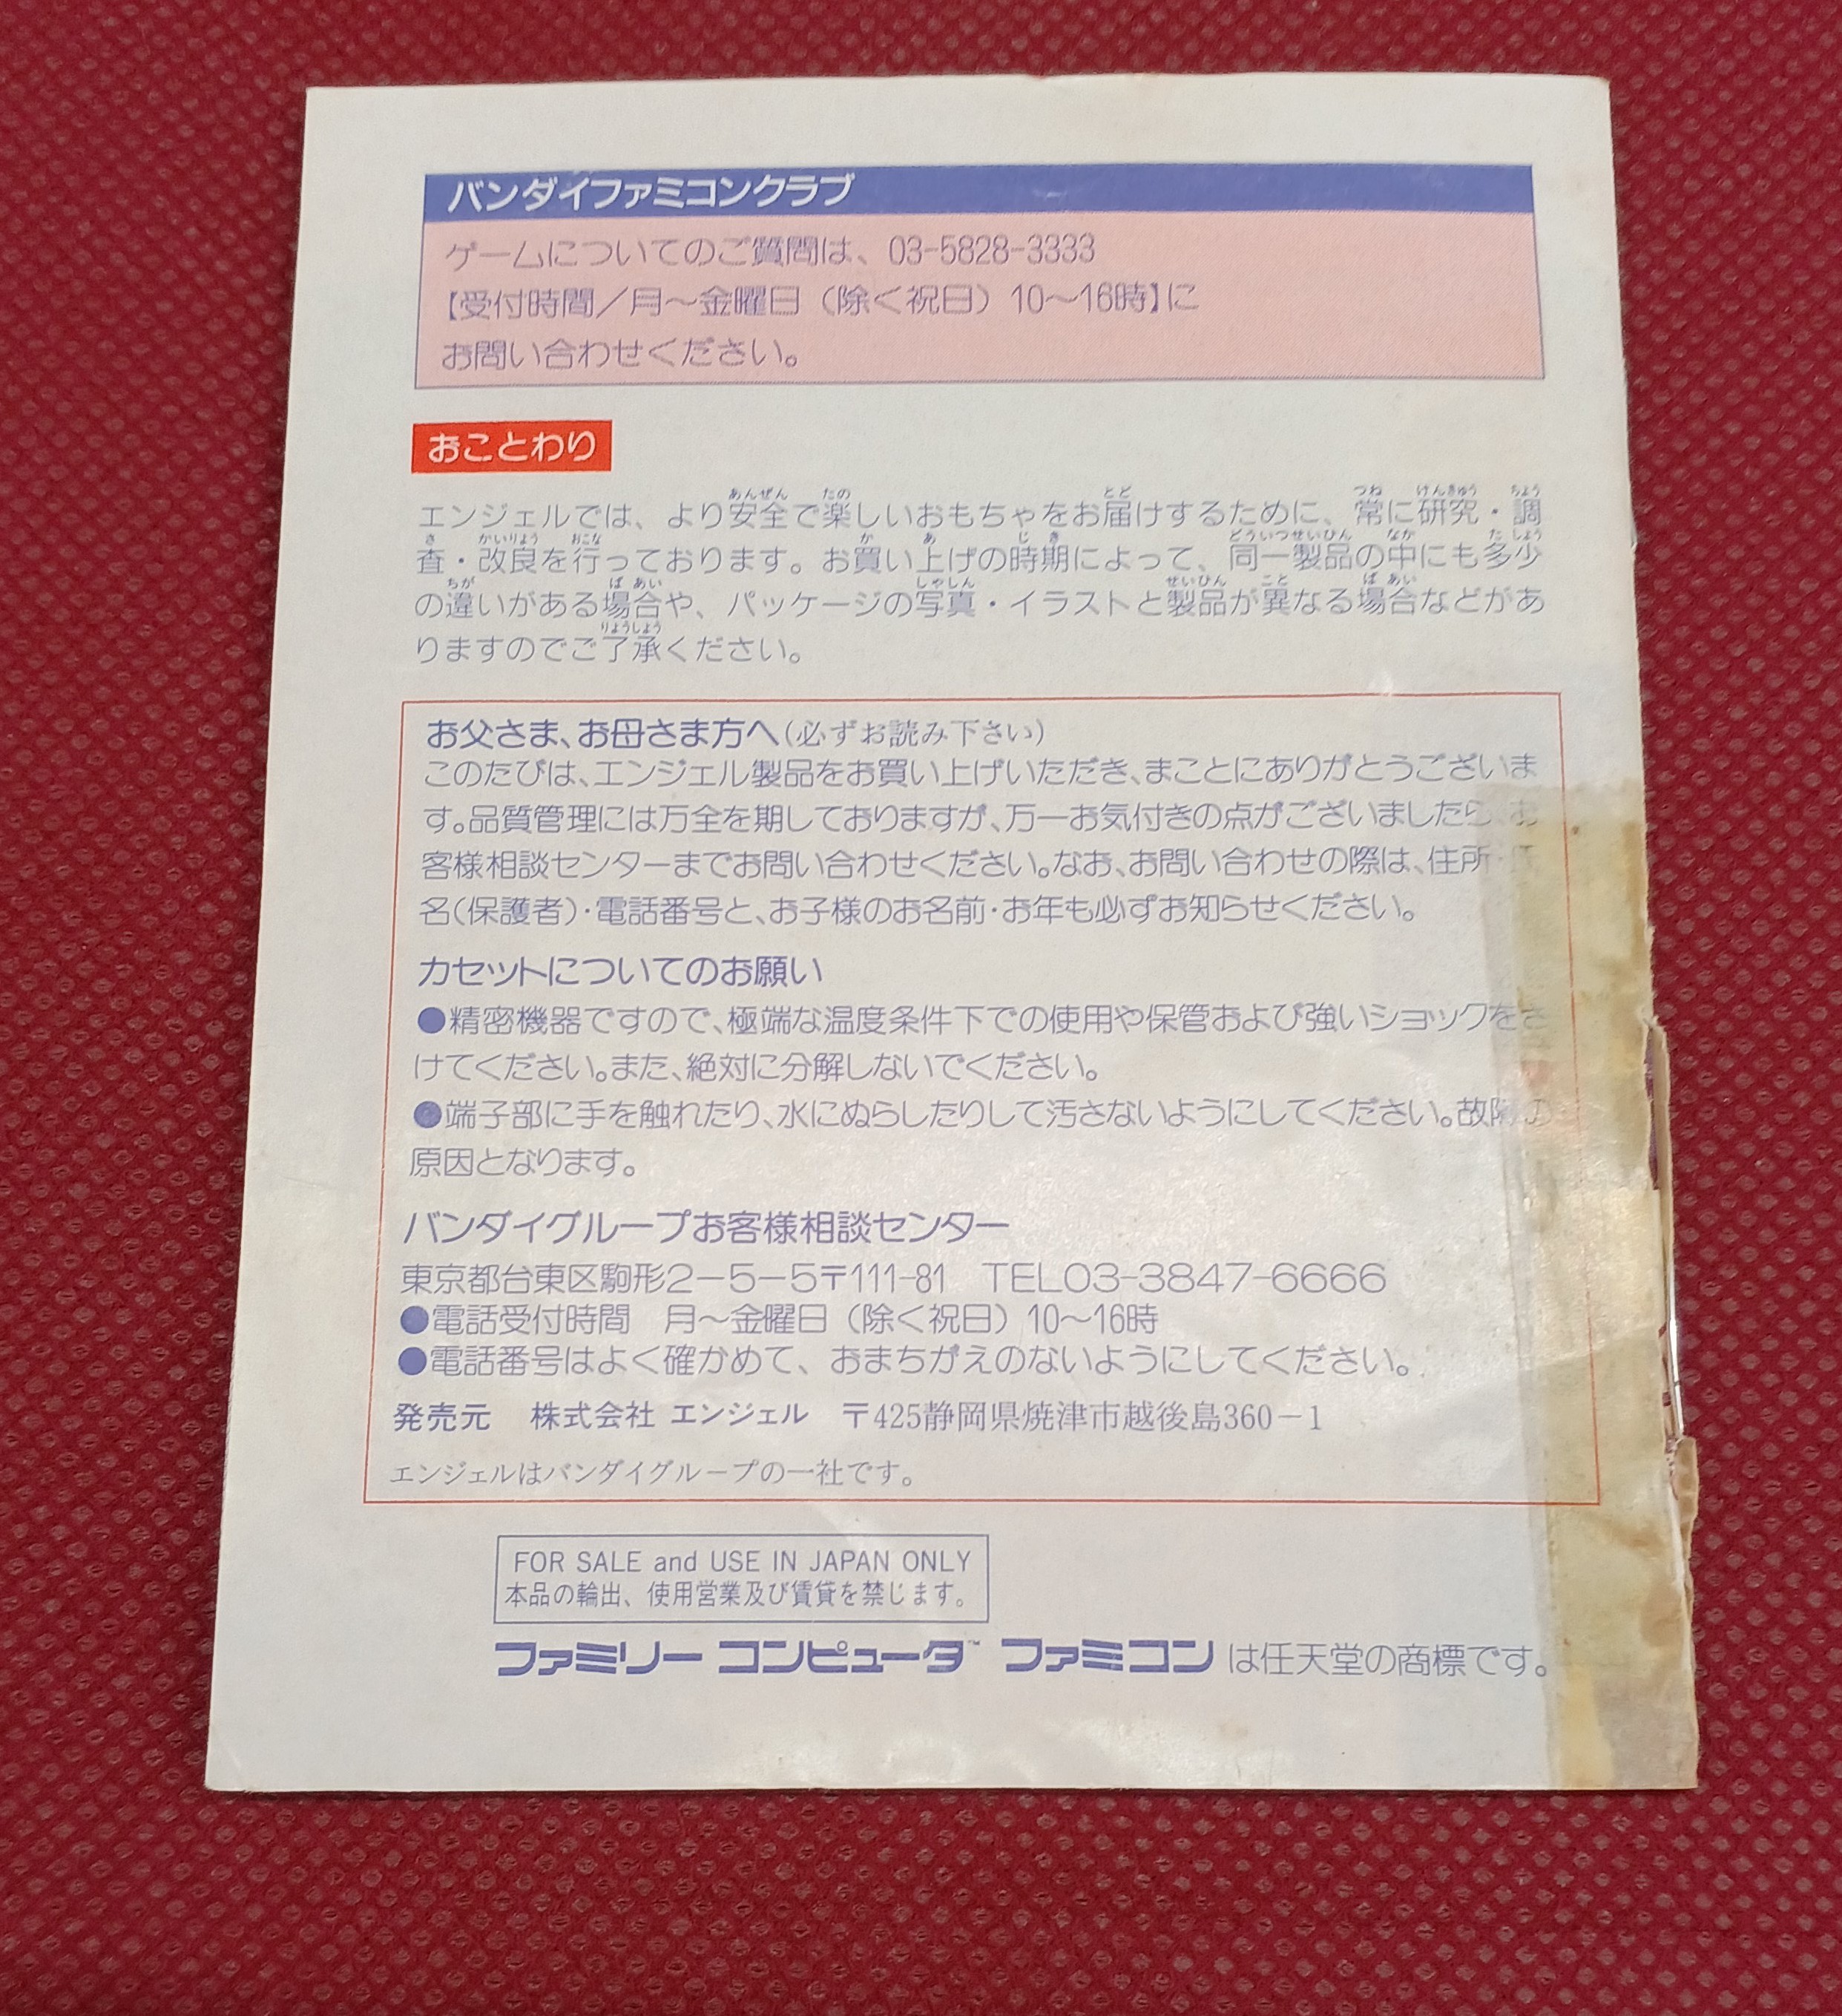 バンダイファミコンクラブ
ゲームについてのご質問は、03-5828-3333
【受付時間／月～金曜日（除く祝日）10～16時】に
お問い合わせください。
おことわり
エンジェルでは、より安全で楽しいおもちゃをお届けするために、常に研究・調
査・改良を行っております。お買い上げの時期によって、同一製品の中にも多少
の違いがある場合や、パッケージの写真・イラストと製品が異なる場合などがあ
りますのでご了承ください。
お父さま、お母さま方へ（必ずお読み下さい）
このたびは、エンジェル製品をお買い上げいただき、まことにありがとうございま
す。品質管理には万全を期しておりますが、万一お気付きの点がございましたら、お
客様相談センターまでお問い合わせください。なお、お問い合わせの際は、住所・氏
名（保護者）・電話番号と、お子様のお名前・お年も必ずお知らせください。
カセットについてのお願い
●精密機器ですので、極端な温度条件下での使用や保管および強いショックをさ
けてください。また、絶対に分解しないでください。
●端子部に手を触れたり、水にぬらしたりして汚さないようにしてください。故障の
原因となります。
バンダイグループお客様相談センター
東京都台東区駒形2－5－5〒111-81　TEL03-3847-6666
●電話受付時間　月～金曜日（除く祝日）10～16時
●電話番号はよく確かめて、おまちがえのないようにしてください。
発売元　株式会社 エンジェル　〒425静岡県焼津市越後島360－1
エンジェルはバンダイグループの一社です。
FOR SALE and USE IN JAPAN ONLY
本品の輪出、使用営業及び賃貸を禁じます。
ファミリーコンピュータ™ ファミコン は任天堂の商標です。